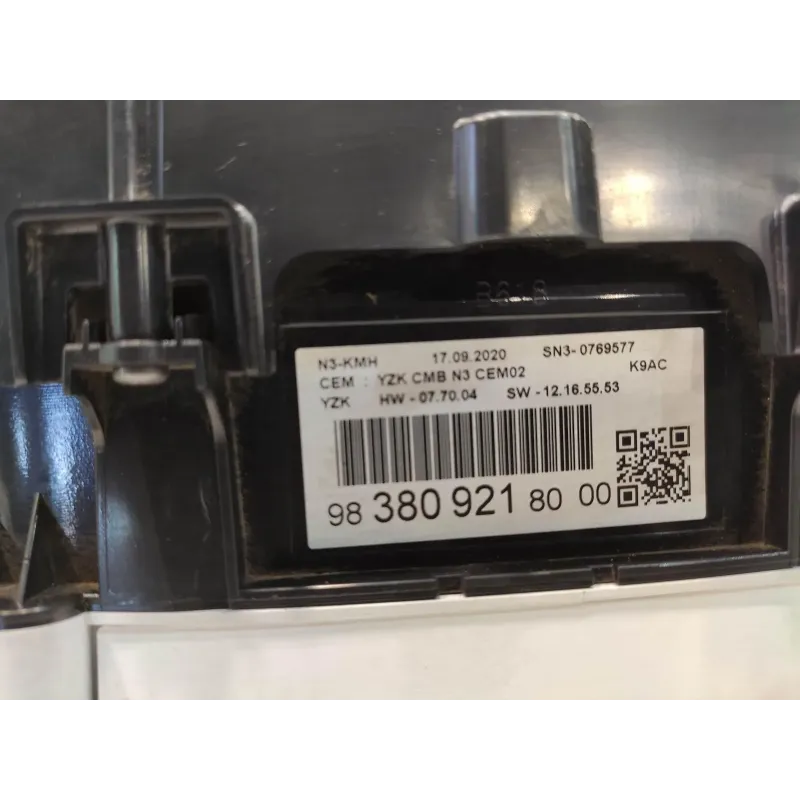 B618
N3-KMH 17.09.2020 SN3-0769577
CEM : YZK CMB N3 CEM02 K9AC
YZK HW - 07.70.04 SW - 12.16.55.53
98 380 921 80 00